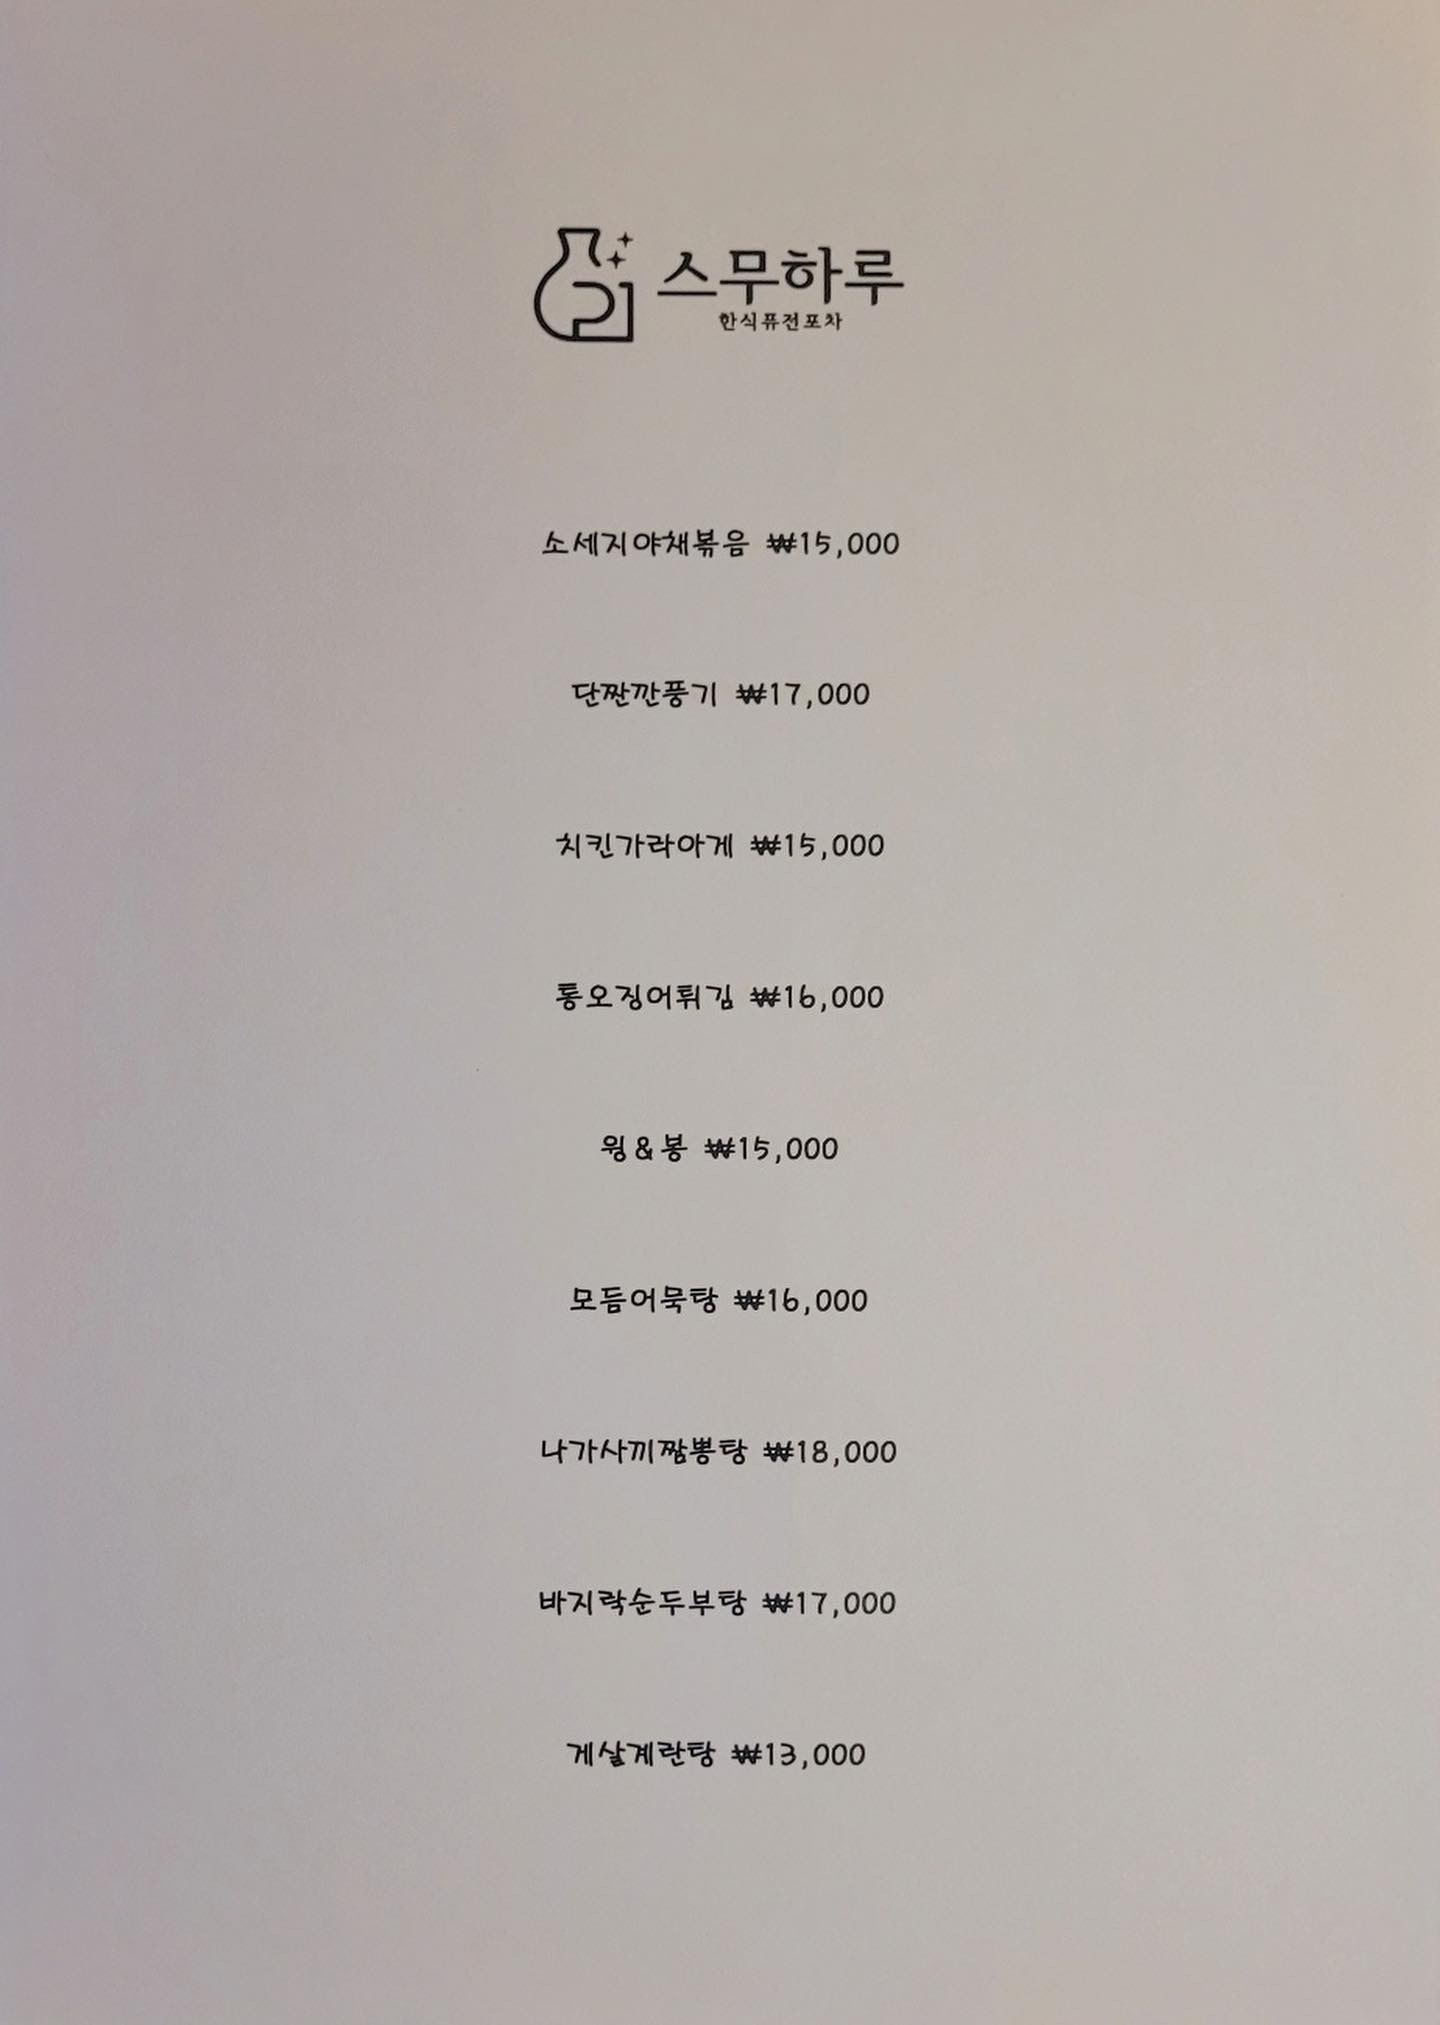 스무하루
한식퓨전포차
소세지야채볶음 ₩15,000
단짠깐풍기 ₩17,000
치킨가라아게 ₩15,000
통오징어튀김 ₩16,000
윙&봉 ₩15,000
모듬어묵탕 ₩16,000
나가사끼짬뽕탕 ₩18,000
바지락순두부탕 ₩17,000
게살계란탕 ₩13,000